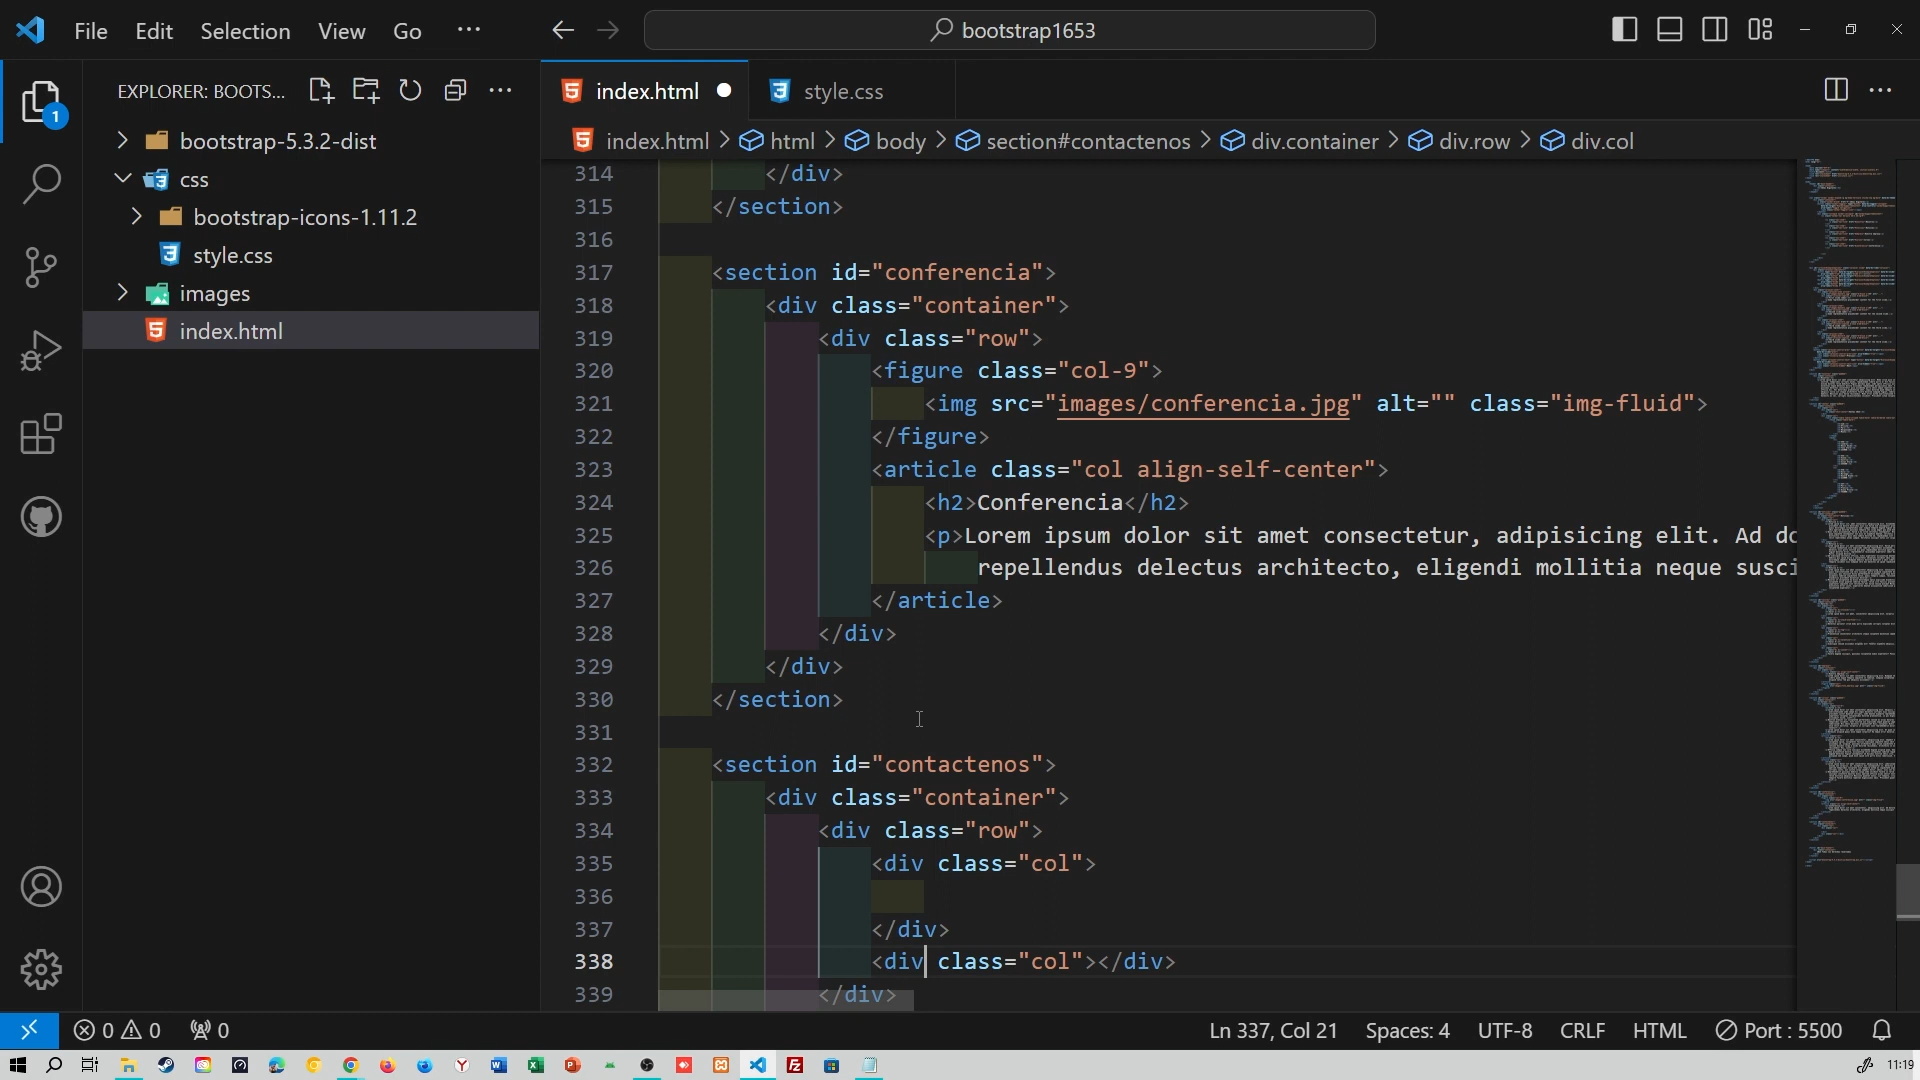 File Edit Selection View Go ... bootstrap1653
EXPLORER: BOOTS...
bootstrap-5.3.2-dist
css
bootstrap-icons-1.11.2
style.css
images
index.html
1
index.html style.css
index.html > html > body > section#contactenos > div.container > div.row > div.col
314 </div>
315 </section>
316
317 <section id="conferencia">
318 <div class="container">
319 <div class="row">
320 <figure class="col-9">
321 <img src="images/conferencia.jpg" alt="" class="img-fluid">
322 </figure>
323 <article class="col align-self-center">
324 <h2>Conferencia</h2>
325 <p>Lorem ipsum dolor sit amet consectetur, adipisicing elit. Ad do
326 repellendus delectus architecto, eligendi mollitia neque susci
327 </article>
328 </div>
329 </div>
330 </section>
331
332 <section id="contactenos">
333 <div class="container">
334 <div class="row">
335 <div class="col">
336
337 </div>
338 <div class="col"></div>
339 </div>
0 0 0 Ln 337, Col 21 Spaces: 4 UTF-8 CRLF HTML Port : 5500
11:19